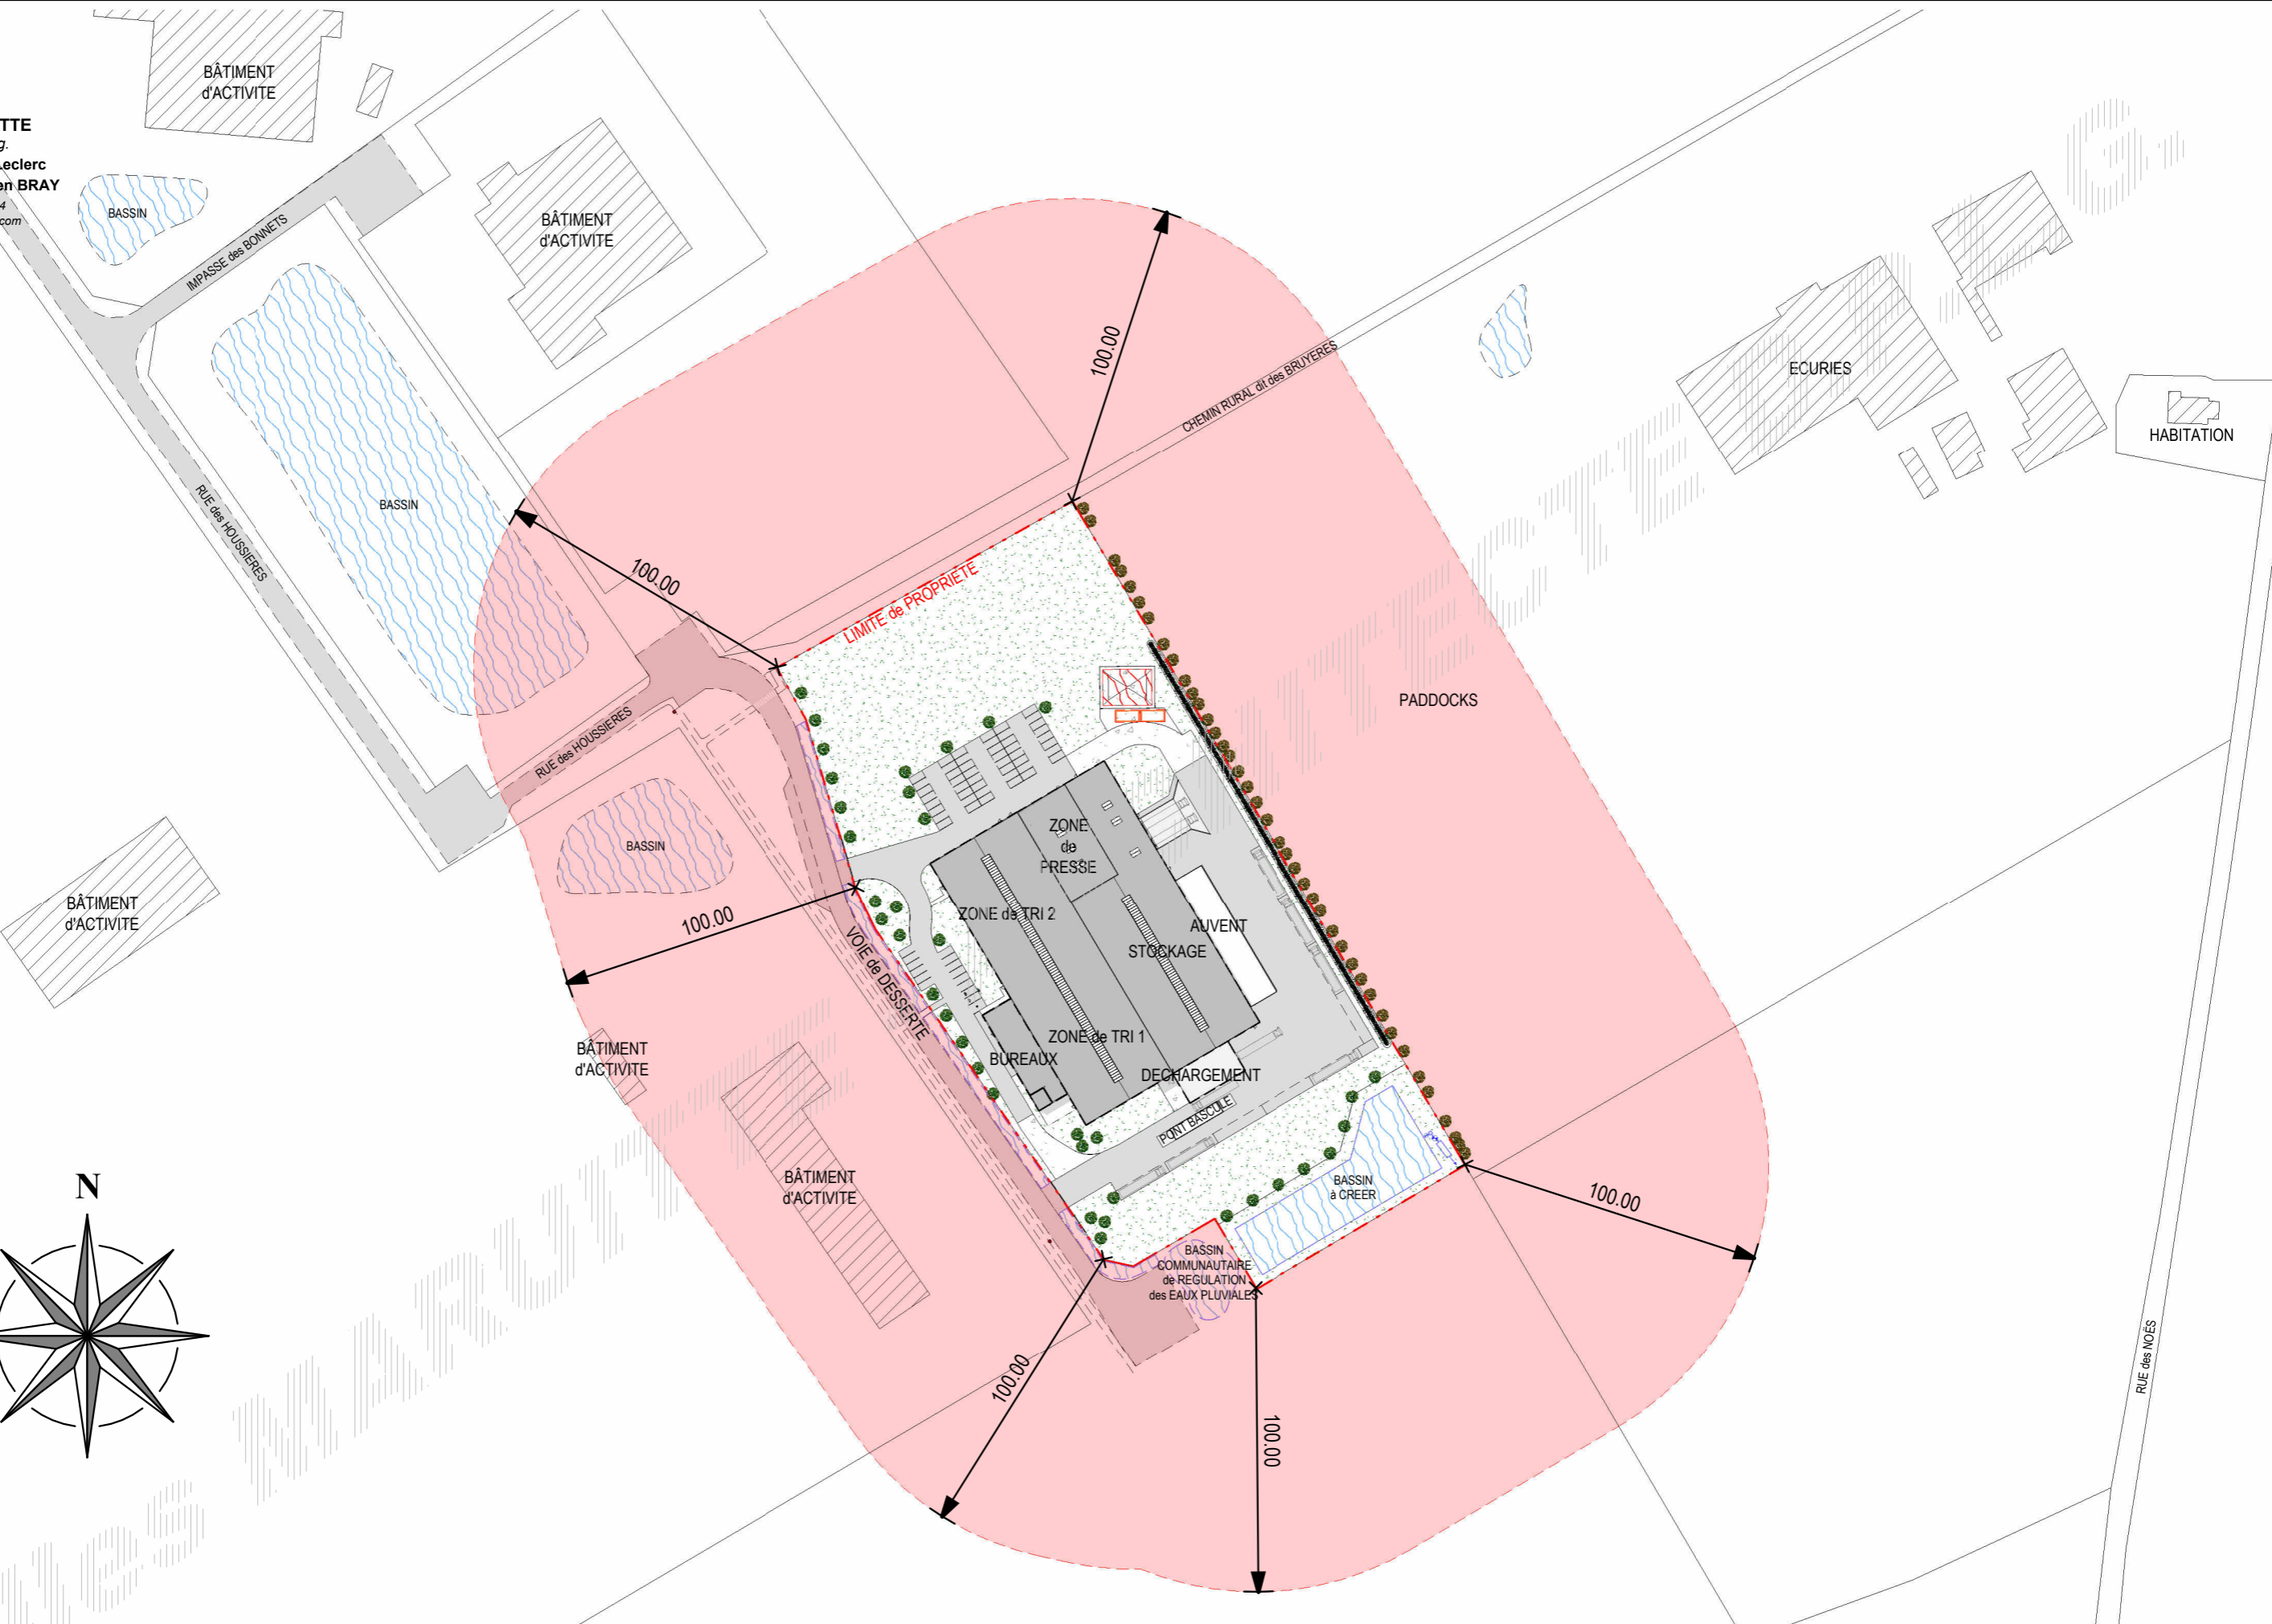 BÂTIMENT
d'ACTIVITE
TTE
g.
Leclerc
en BRAY
4
com
BASSIN
IMPASSE des BONNETS
BÂTIMENT
d'ACTIVITE
100.00
CHEMIN RURAL dit des BRUYERES
ECURIES
HABITATION
BASSIN
RUE des HOUSSIERES
100.00
LIMITE de PROPRIETE
PADDOCKS
RUE des HOUSSIERES
BASSIN
ZONE
de
PRESSE
BÂTIMENT
d'ACTIVITE
100.00
ZONE de TRI 2
AUVENT
STOCKAGE
VOIE de DESSERTE
ZONE de TRI 1
BÂTIMENT
d'ACTIVITE
BUREAUX
DECHARGEMENT
PONT BASCULE
BÂTIMENT
d'ACTIVITE
BASSIN
à CREER
100.00
N
BASSIN
COMMUNAUTAIRE
de REGULATION
des EAUX PLUVIALES
100.00
100.00
RUE des NOËS